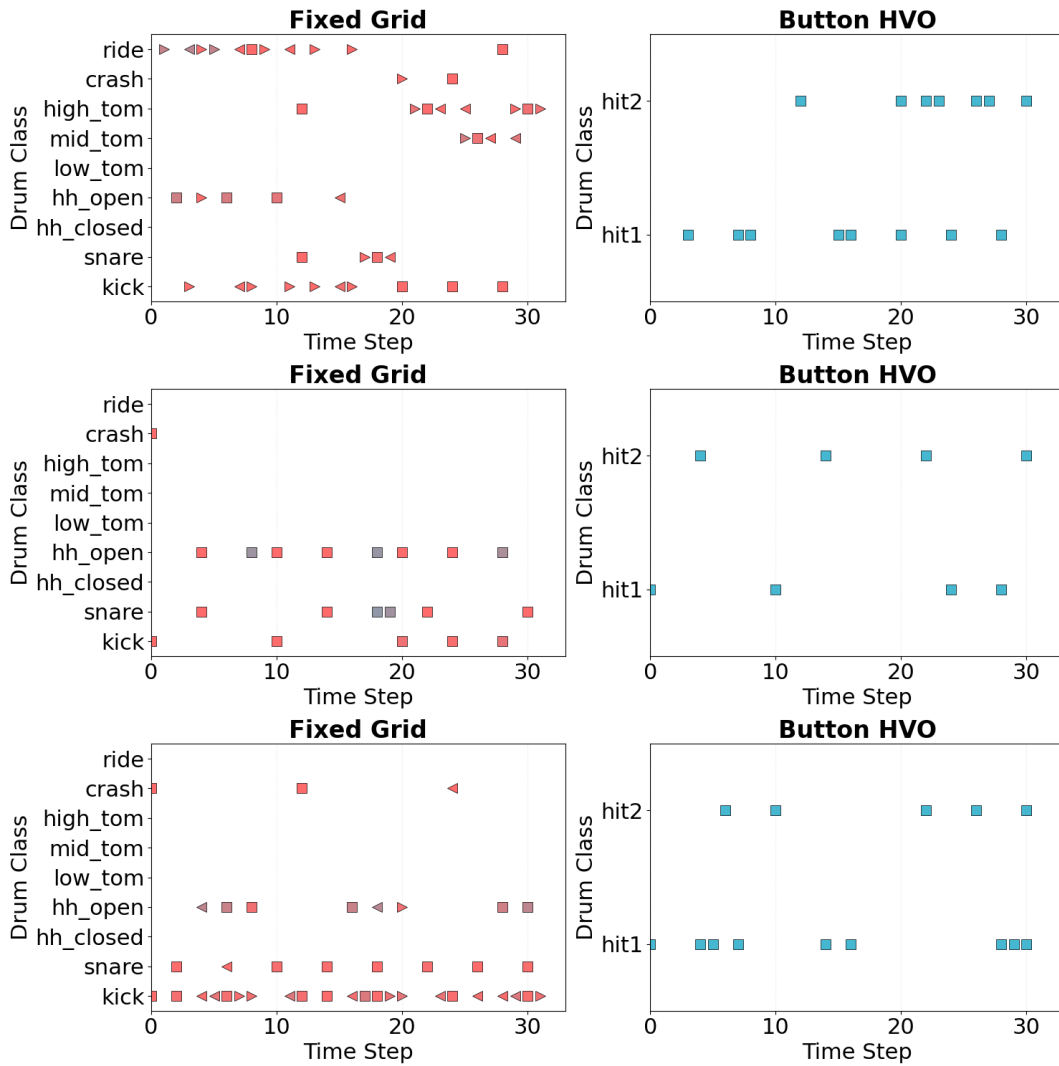 Fixed Grid
Button HVO
Drum Class
ride
crash
high_tom
mid_tom
low_tom
hh_open
hh_closed
snare
kick
0 10 20 30
Time Step
Drum Class
hit2
hit1
0 10 20 30
Time Step
Fixed Grid
Button HVO
Drum Class
ride
crash
high_tom
mid_tom
low_tom
hh_open
hh_closed
snare
kick
0 10 20 30
Time Step
Drum Class
hit2
hit1
0 10 20 30
Time Step
Fixed Grid
Button HVO
Drum Class
ride
crash
high_tom
mid_tom
low_tom
hh_open
hh_closed
snare
kick
0 10 20 30
Time Step
Drum Class
hit2
hit1
0 10 20 30
Time Step